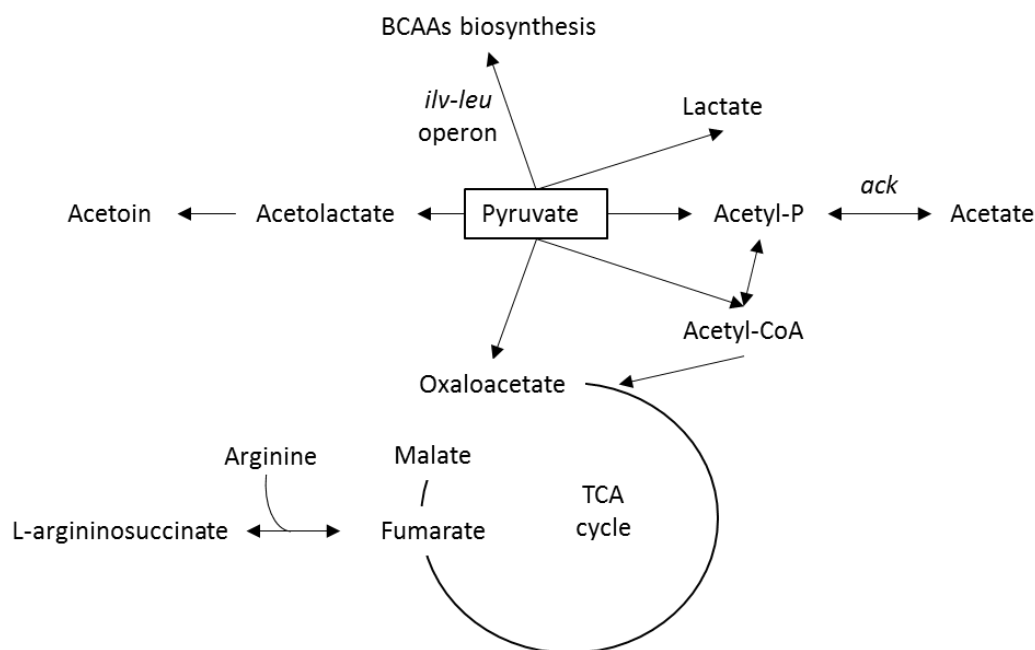 BCAAs biosynthesis
ilv-leu
operon
Lactate
Acetoin
Acetolactate
Pyruvate
Acetyl-P
ack
Acetate
Acetyl-CoA
Oxaloacetate
Arginine
Malate
TCA
cycle
L-argininosuccinate
Fumarate